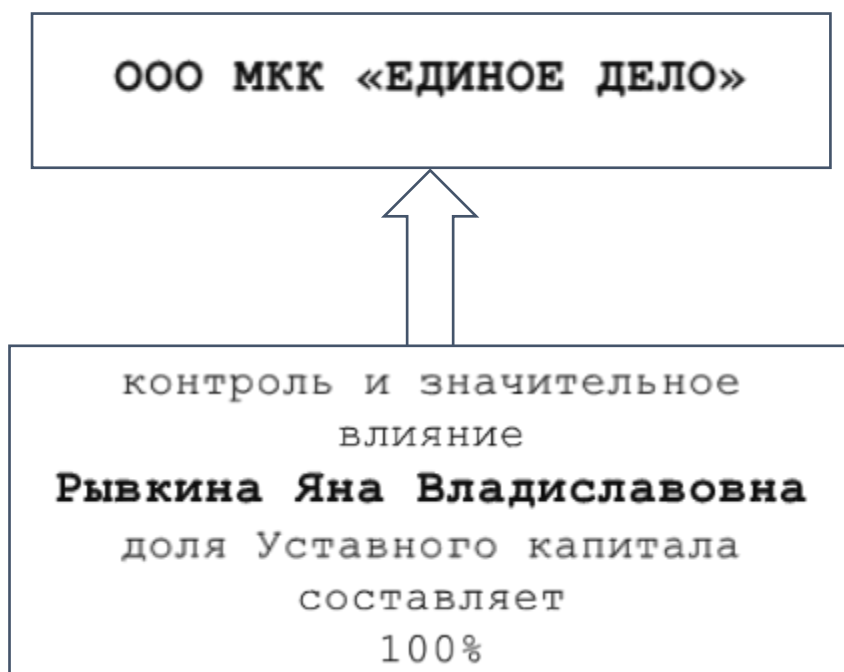 ООО МКК «ЕДИНОЕ ДЕЛО»
контроль и значительное
влияние
Рывкина Яна Владиславовна
доля Уставного капитала
составляет
100%